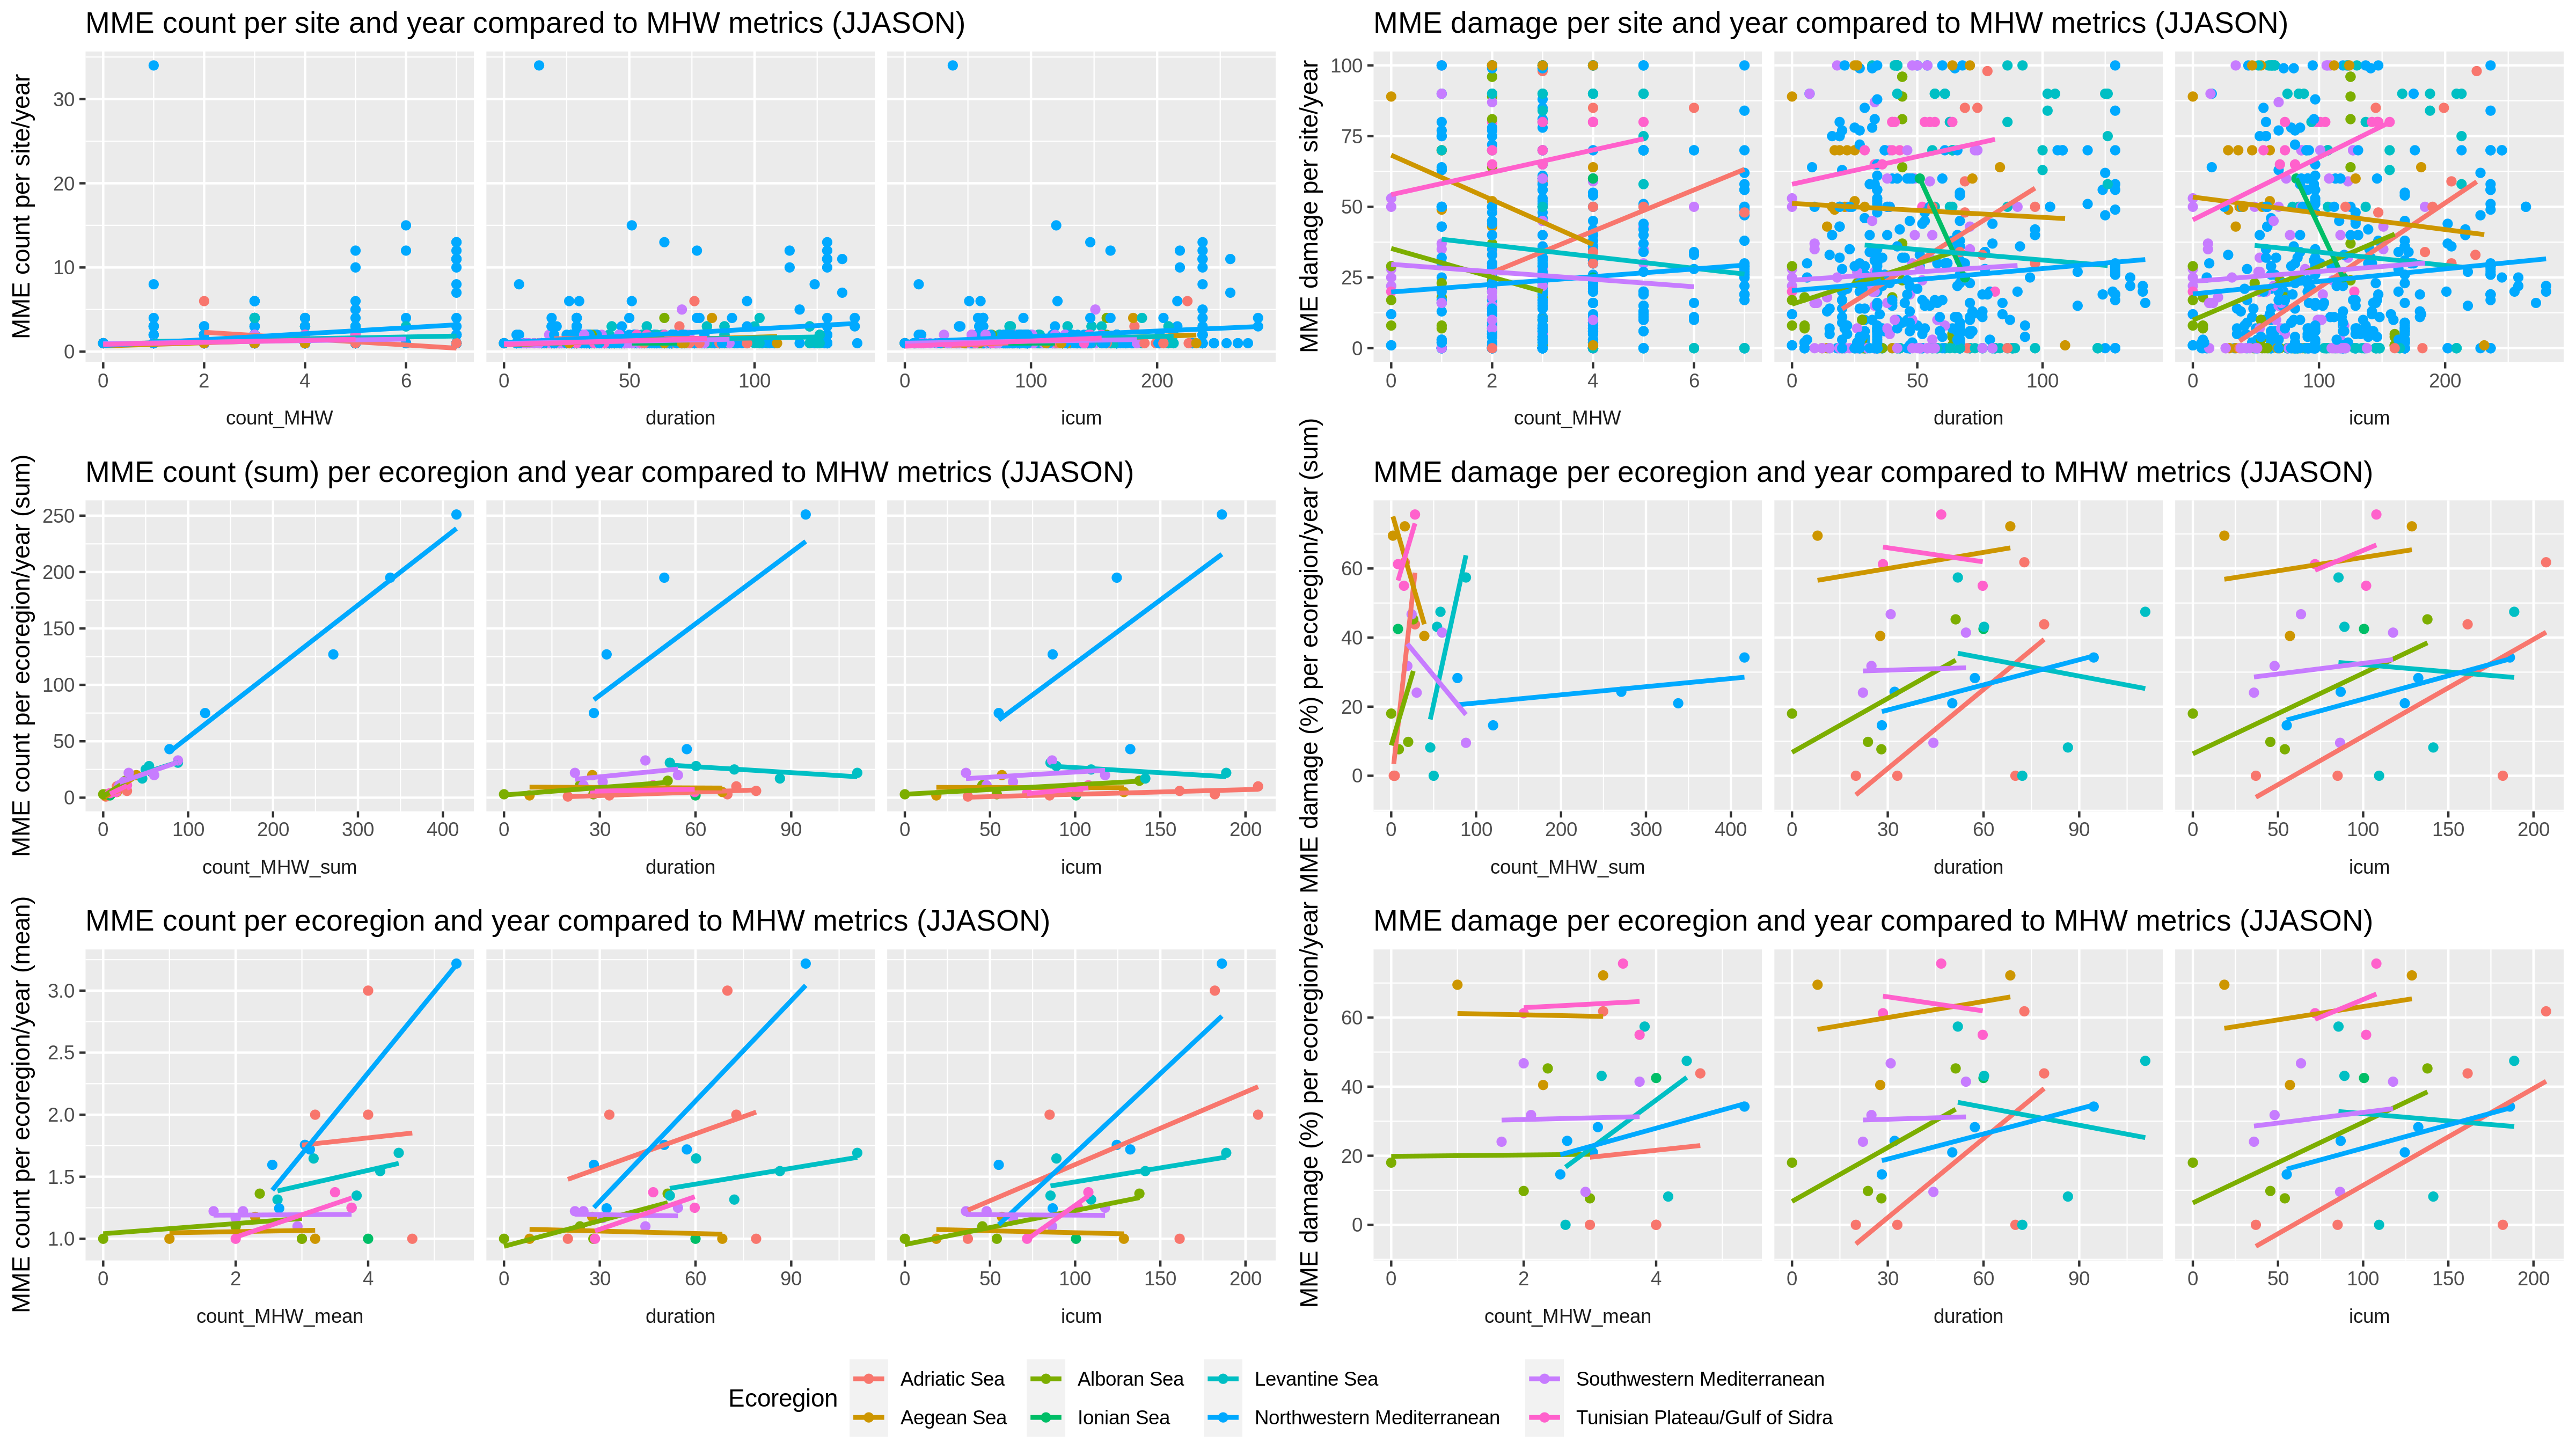 MME count per site and year compared to MHW metrics (JJASON)
MME count per site/year
30
20
10
0
0 2 4 6
0 50 100
0 100 200
count_MHW
duration
icum
MME damage per site and year compared to MHW metrics (JJASON)
MME damage per site/year
100
75
50
25
0
0 2 4 6
0 50 100
0 100 200
count_MHW
duration
icum
MME count (sum) per ecoregion and year compared to MHW metrics (JJASON)
MME count per ecoregion/year (sum)
250
200
150
100
50
0
0 100 200 300 400
0 30 60 90
0 50 100 150 200
count_MHW_sum
duration
icum
MME damage per ecoregion and year compared to MHW metrics (JJASON)
MME damage (%) per ecoregion/year (sum)
60
40
20
0
0 100 200 300 400
0 30 60 90
0 50 100 150 200
count_MHW_sum
duration
icum
MME count per ecoregion and year compared to MHW metrics (JJASON)
MME count per ecoregion/year (mean)
3.0
2.5
2.0
1.5
1.0
0 2 4
0 30 60 90
0 50 100 150 200
count_MHW_mean
duration
icum
MME damage per ecoregion and year compared to MHW metrics (JJASON)
MME damage (%) per ecoregion/year
60
40
20
0
0 2 4
0 30 60 90
0 50 100 150 200
count_MHW_mean
duration
icum
Ecoregion
Adriatic Sea
Aegean Sea
Alboran Sea
Ionian Sea
Levantine Sea
Northwestern Mediterranean
Southwestern Mediterranean
Tunisian Plateau/Gulf of Sidra